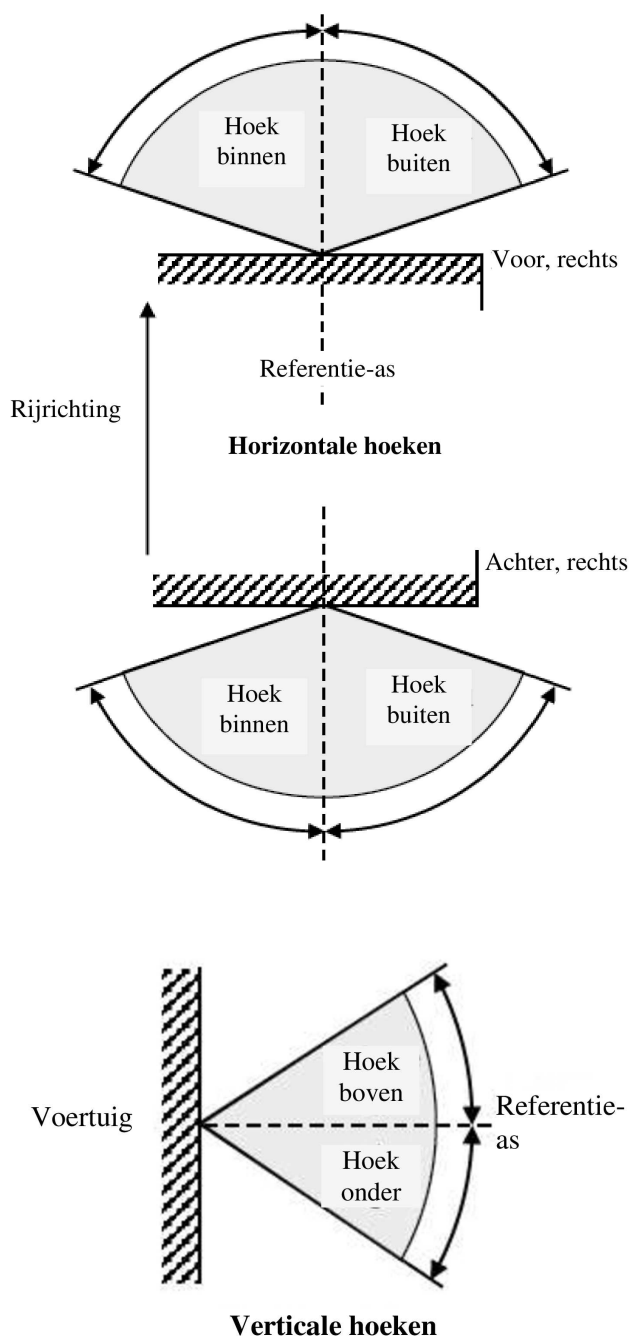 Hoek
binnen
Hoek
buiten
Voor, rechts
Referentie-as
Rijrichting
Horizontale hoeken
Achter, rechts
Hoek
binnen
Hoek
buiten
Hoek
boven
Voertuig
Referentie-
as
Hoek
onder
Verticale hoeken